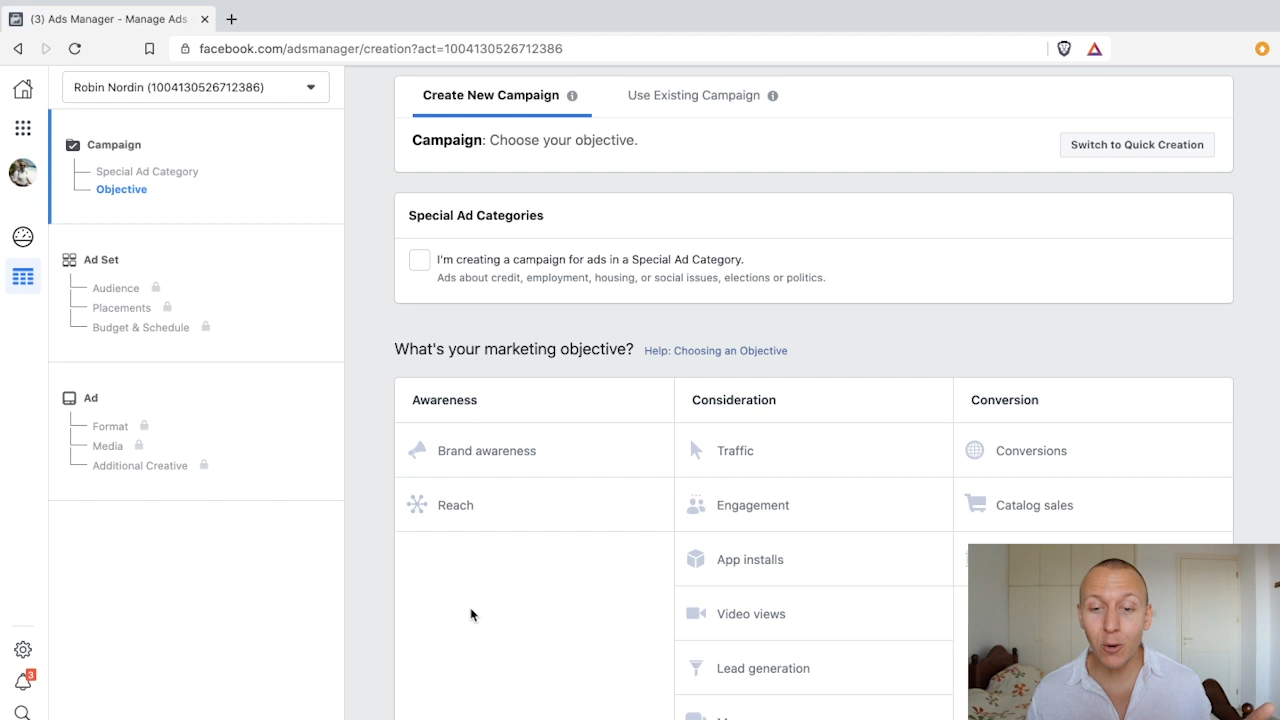 (3) Ads Manager - Manage Ads
facebook.com/adsmanager/creation?act=1004130526712386
Robin Nordin (1004130526712386)
Campaign
Special Ad Category
Objective
Ad Set
Audience
Placements
Budget & Schedule
Ad
Format
Media
Additional Creative
3
Create New Campaign
Use Existing Campaign
Campaign: Choose your objective.
Switch to Quick Creation
Special Ad Categories
I'm creating a campaign for ads in a Special Ad Category.
Ads about credit, employment, housing, or social issues, elections or politics.
What's your marketing objective? Help: Choosing an Objective
Awareness
Consideration
Conversion
Brand awareness
Traffic
Conversions
Reach
Engagement
Catalog sales
App installs
Video views
Lead generation